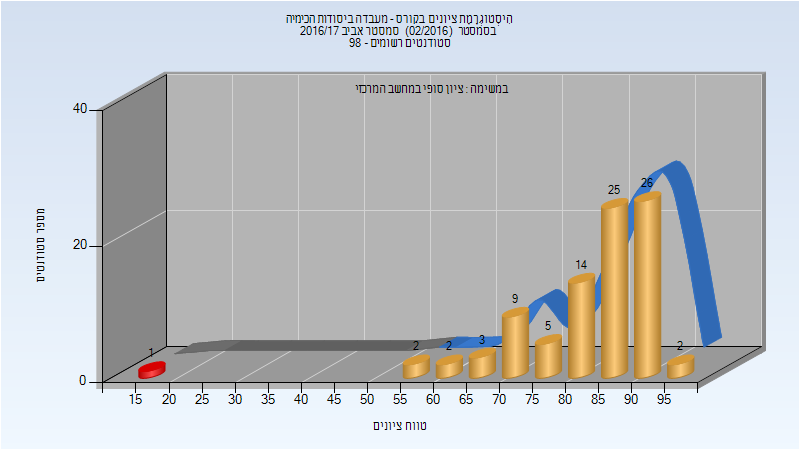 היסטוגרמת ציונים בקורס - מעבדה ביסודות הכימיה
בסמסטר (02/2016) סמסטר אביב 2016/17
סטודנטים רשומים - 98
במשימה : ציון סופי במחשב המרכזי
מספר סטודנטים
40
20
0
1
2
2
3
9
5
14
25
26
2
15 20 25 30 35 40 45 50 55 60 65 70 75 80 85 90 95
טווח ציונים